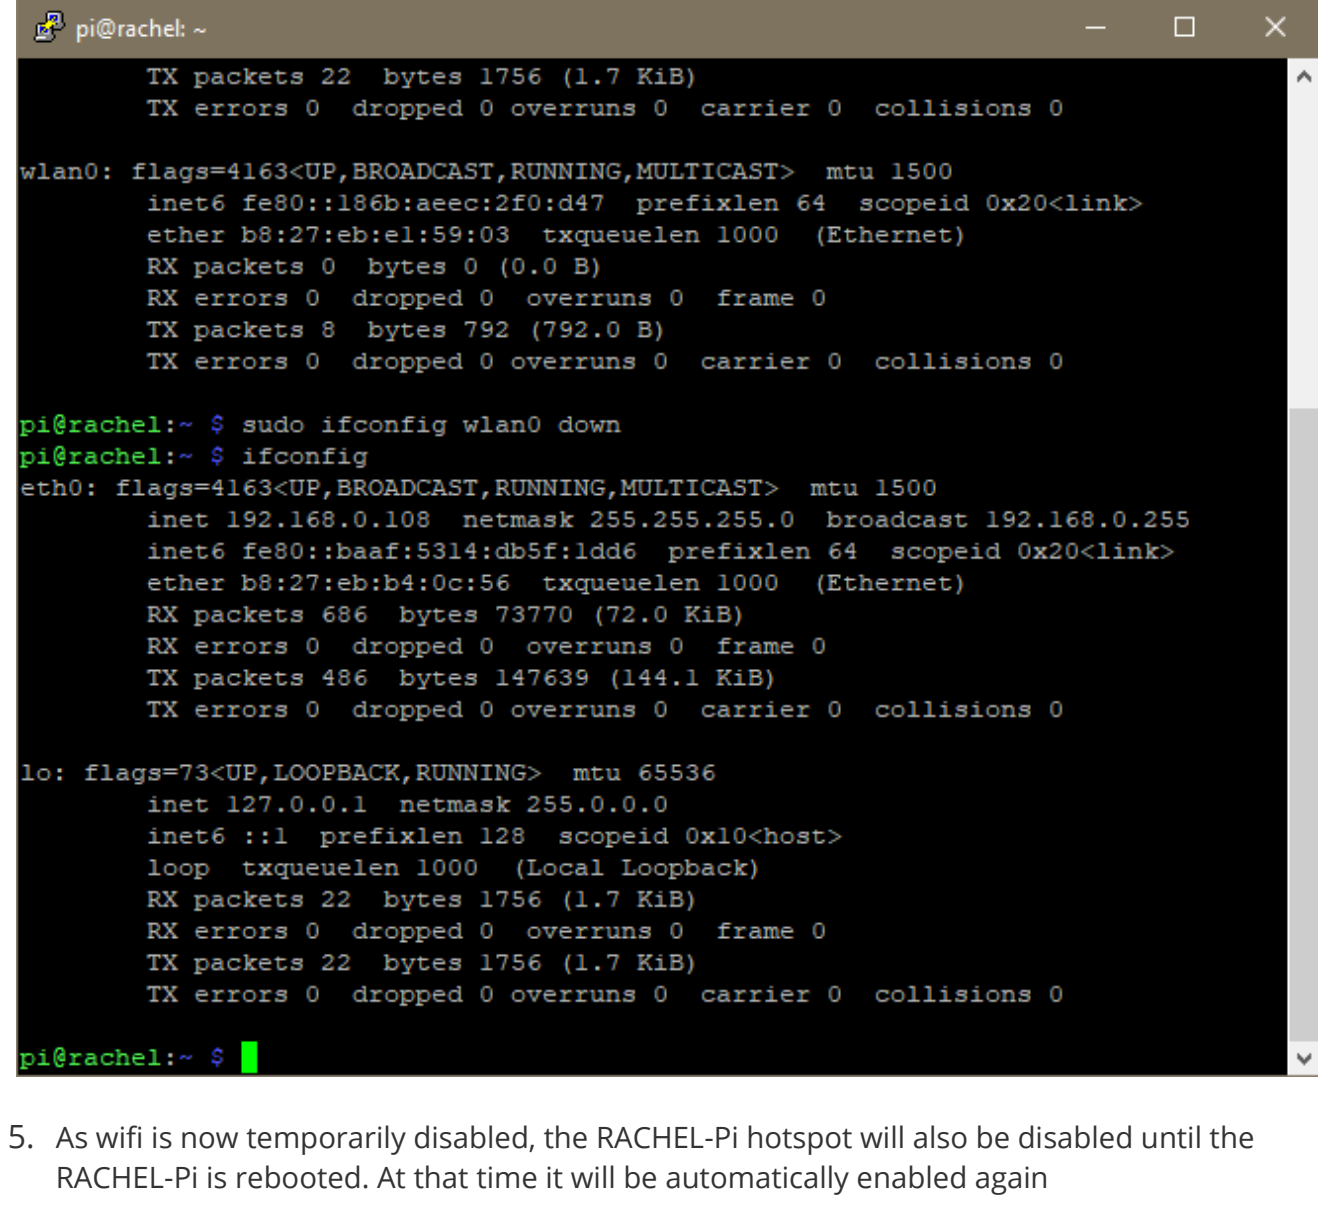 pi@rachel: ~
TX packets 22  bytes 1756 (1.7 KiB)
TX errors 0  dropped 0 overruns 0  carrier 0  collisions 0
wlan0: flags=4163<UP,BROADCAST,RUNNING,MULTICAST>  mtu 1500
inet6 fe80::186b:aeec:2f0:d47  prefixlen 64  scopeid 0x20<link>
ether b8:27:eb:e1:59:03  txqueuelen 1000  (Ethernet)
RX packets 0  bytes 0 (0.0 B)
RX errors 0  dropped 0  overruns 0  frame 0
TX packets 8  bytes 792 (792.0 B)
TX errors 0  dropped 0 overruns 0  carrier 0  collisions 0
pi@rachel:~ $ sudo ifconfig wlan0 down
pi@rachel:~ $ ifconfig
eth0: flags=4163<UP,BROADCAST,RUNNING,MULTICAST>  mtu 1500
inet 192.168.0.108  netmask 255.255.255.0  broadcast 192.168.0.255
inet6 fe80::baaf:5314:db5f:1dd6  prefixlen 64  scopeid 0x20<link>
ether b8:27:eb:b4:0c:56  txqueuelen 1000  (Ethernet)
RX packets 686  bytes 73770 (72.0 KiB)
RX errors 0  dropped 0  overruns 0  frame 0
TX packets 486  bytes 147639 (144.1 KiB)
TX errors 0  dropped 0 overruns 0  carrier 0  collisions 0
lo: flags=73<UP,LOOPBACK,RUNNING>  mtu 65536
inet 127.0.0.1  netmask 255.0.0.0
inet6 ::1  prefixlen 128  scopeid 0x10<host>
loop  txqueuelen 1000  (Local Loopback)
RX packets 22  bytes 1756 (1.7 KiB)
RX errors 0  dropped 0  overruns 0  frame 0
TX packets 22  bytes 1756 (1.7 KiB)
TX errors 0  dropped 0 overruns 0  carrier 0  collisions 0
pi@rachel:~ $
5. As wifi is now temporarily disabled, the RACHEL-Pi hotspot will also be disabled until the
RACHEL-Pi is rebooted. At that time it will be automatically enabled again